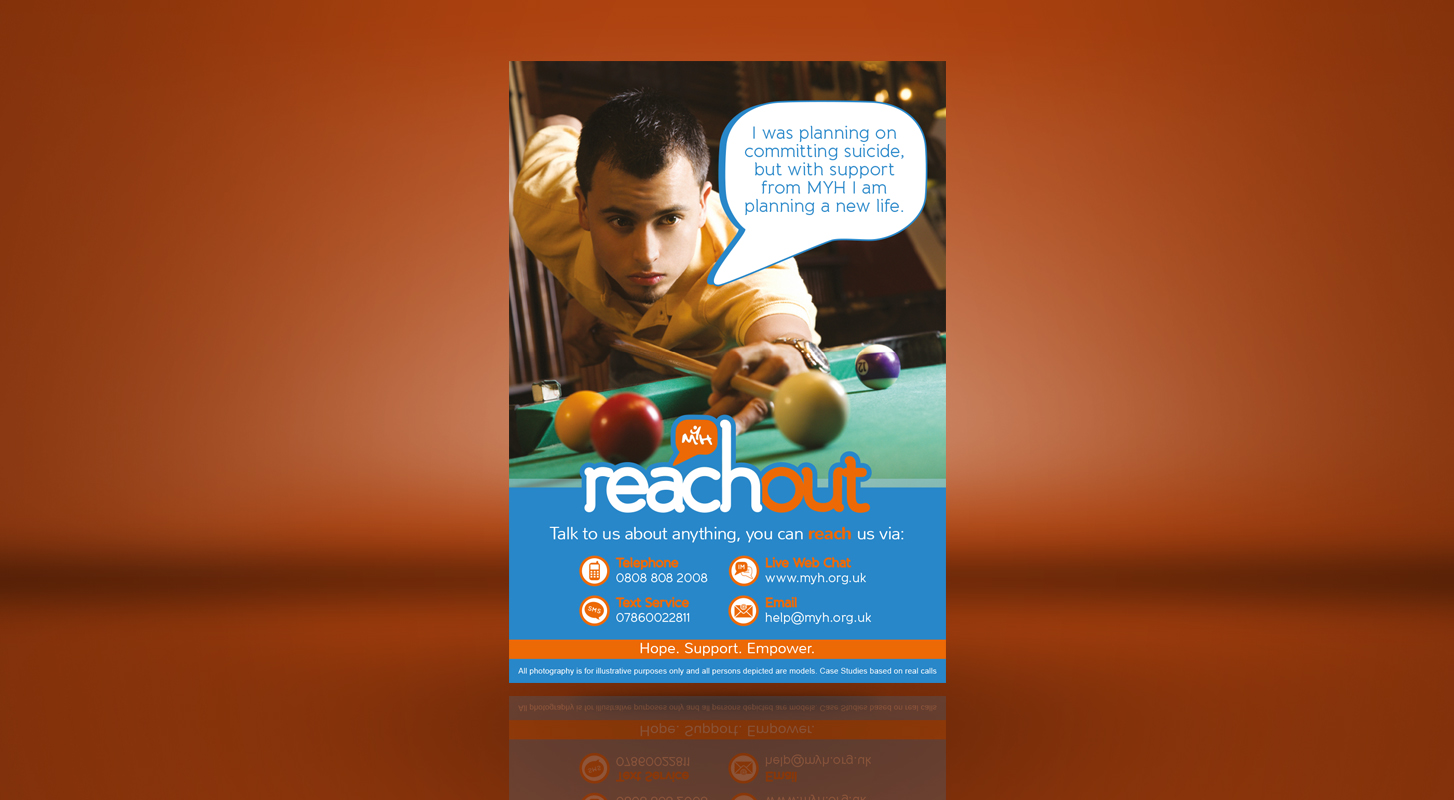 I was planning on
committing suicide,
but with support
from MYH I am
planning a new life.
MYH
reachout
Talk to us about anything, you can reach us via:
Telephone
0808 808 2008
IM
Live Web Chat
www.myh.org.uk
SMS
Text Service
07860022811
Email
help@myh.org.uk
Hope. Support. Empower.
All photography is for illustrative purposes only and all persons depicted are models. Case Studies based on real calls